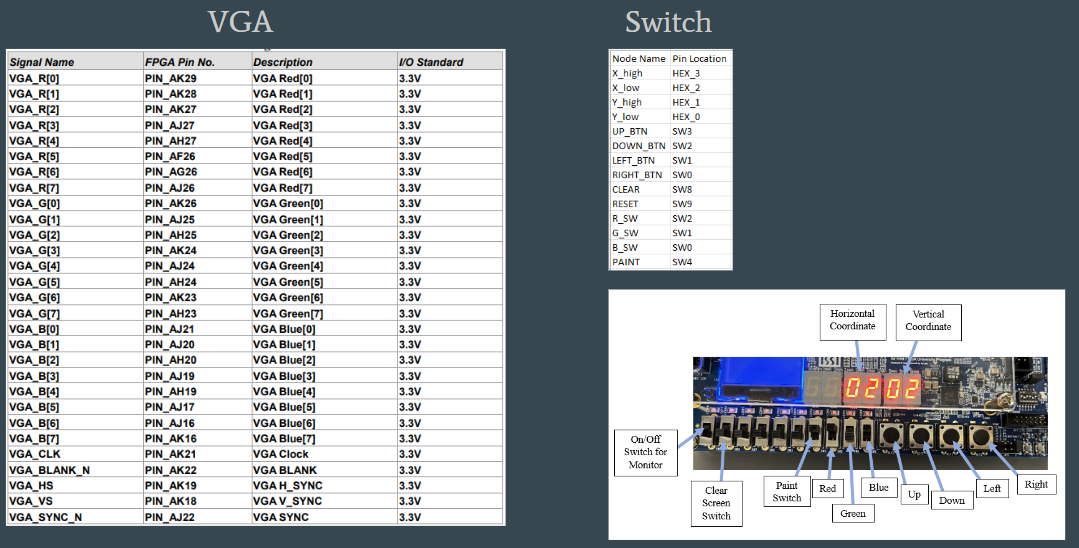 VGA
Switch
Signal Name FPGA Pin No. Description I/O Standard
VGA_R[0] PIN_AK29 VGA Red[0] 3.3V
VGA_R[1] PIN_AK28 VGA Red[1] 3.3V
VGA_R[2] PIN_AK27 VGA Red[2] 3.3V
VGA_R[3] PIN_AJ27 VGA Red[3] 3.3V
VGA_R[4] PIN_AH27 VGA Red[4] 3.3V
VGA_R[5] PIN_AF26 VGA Red[5] 3.3V
VGA_R[6] PIN_AG26 VGA Red[6] 3.3V
VGA_R[7] PIN_AJ26 VGA Red[7] 3.3V
VGA_G[0] PIN_AK26 VGA Green[0] 3.3V
VGA_G[1] PIN_AJ25 VGA Green[1] 3.3V
VGA_G[2] PIN_AH25 VGA Green[2] 3.3V
VGA_G[3] PIN_AK24 VGA Green[3] 3.3V
VGA_G[4] PIN_AJ24 VGA Green[4] 3.3V
VGA_G[5] PIN_AH24 VGA Green[5] 3.3V
VGA_G[6] PIN_AK23 VGA Green[6] 3.3V
VGA_G[7] PIN_AH23 VGA Green[7] 3.3V
VGA_B[0] PIN_AJ21 VGA Blue[0] 3.3V
VGA_B[1] PIN_AJ20 VGA Blue[1] 3.3V
VGA_B[2] PIN_AH20 VGA Blue[2] 3.3V
VGA_B[3] PIN_AJ19 VGA Blue[3] 3.3V
VGA_B[4] PIN_AH19 VGA Blue[4] 3.3V
VGA_B[5] PIN_AJ17 VGA Blue[5] 3.3V
VGA_B[6] PIN_AJ16 VGA Blue[6] 3.3V
VGA_B[7] PIN_AK16 VGA Blue[7] 3.3V
VGA_CLK PIN_AK21 VGA Clock 3.3V
VGA_BLANK_N PIN_AK22 VGA BLANK 3.3V
VGA_HS PIN_AK19 VGA H_SYNC 3.3V
VGA_VS PIN_AK18 VGA V_SYNC 3.3V
VGA_SYNC_N PIN_AJ22 VGA SYNC 3.3V
Node Name Pin Location
X_high HEX_3
X_low HEX_2
Y_high HEX_1
Y_low HEX_0
UP_BTN SW3
DOWN_BTN SW2
LEFT_BTN SW1
RIGHT_BTN SW0
CLEAR SW8
RESET SW9
R_SW SW2
G_SW SW1
B_SW SW0
PAINT SW4
Horizontal
Coordinate
Vertical
Coordinate
ISSI
02 02
On/Off
Switch for
Monitor
Clear
Screen
Switch
Paint
Switch
Red
Green
Blue
Up
Down
Left
Right